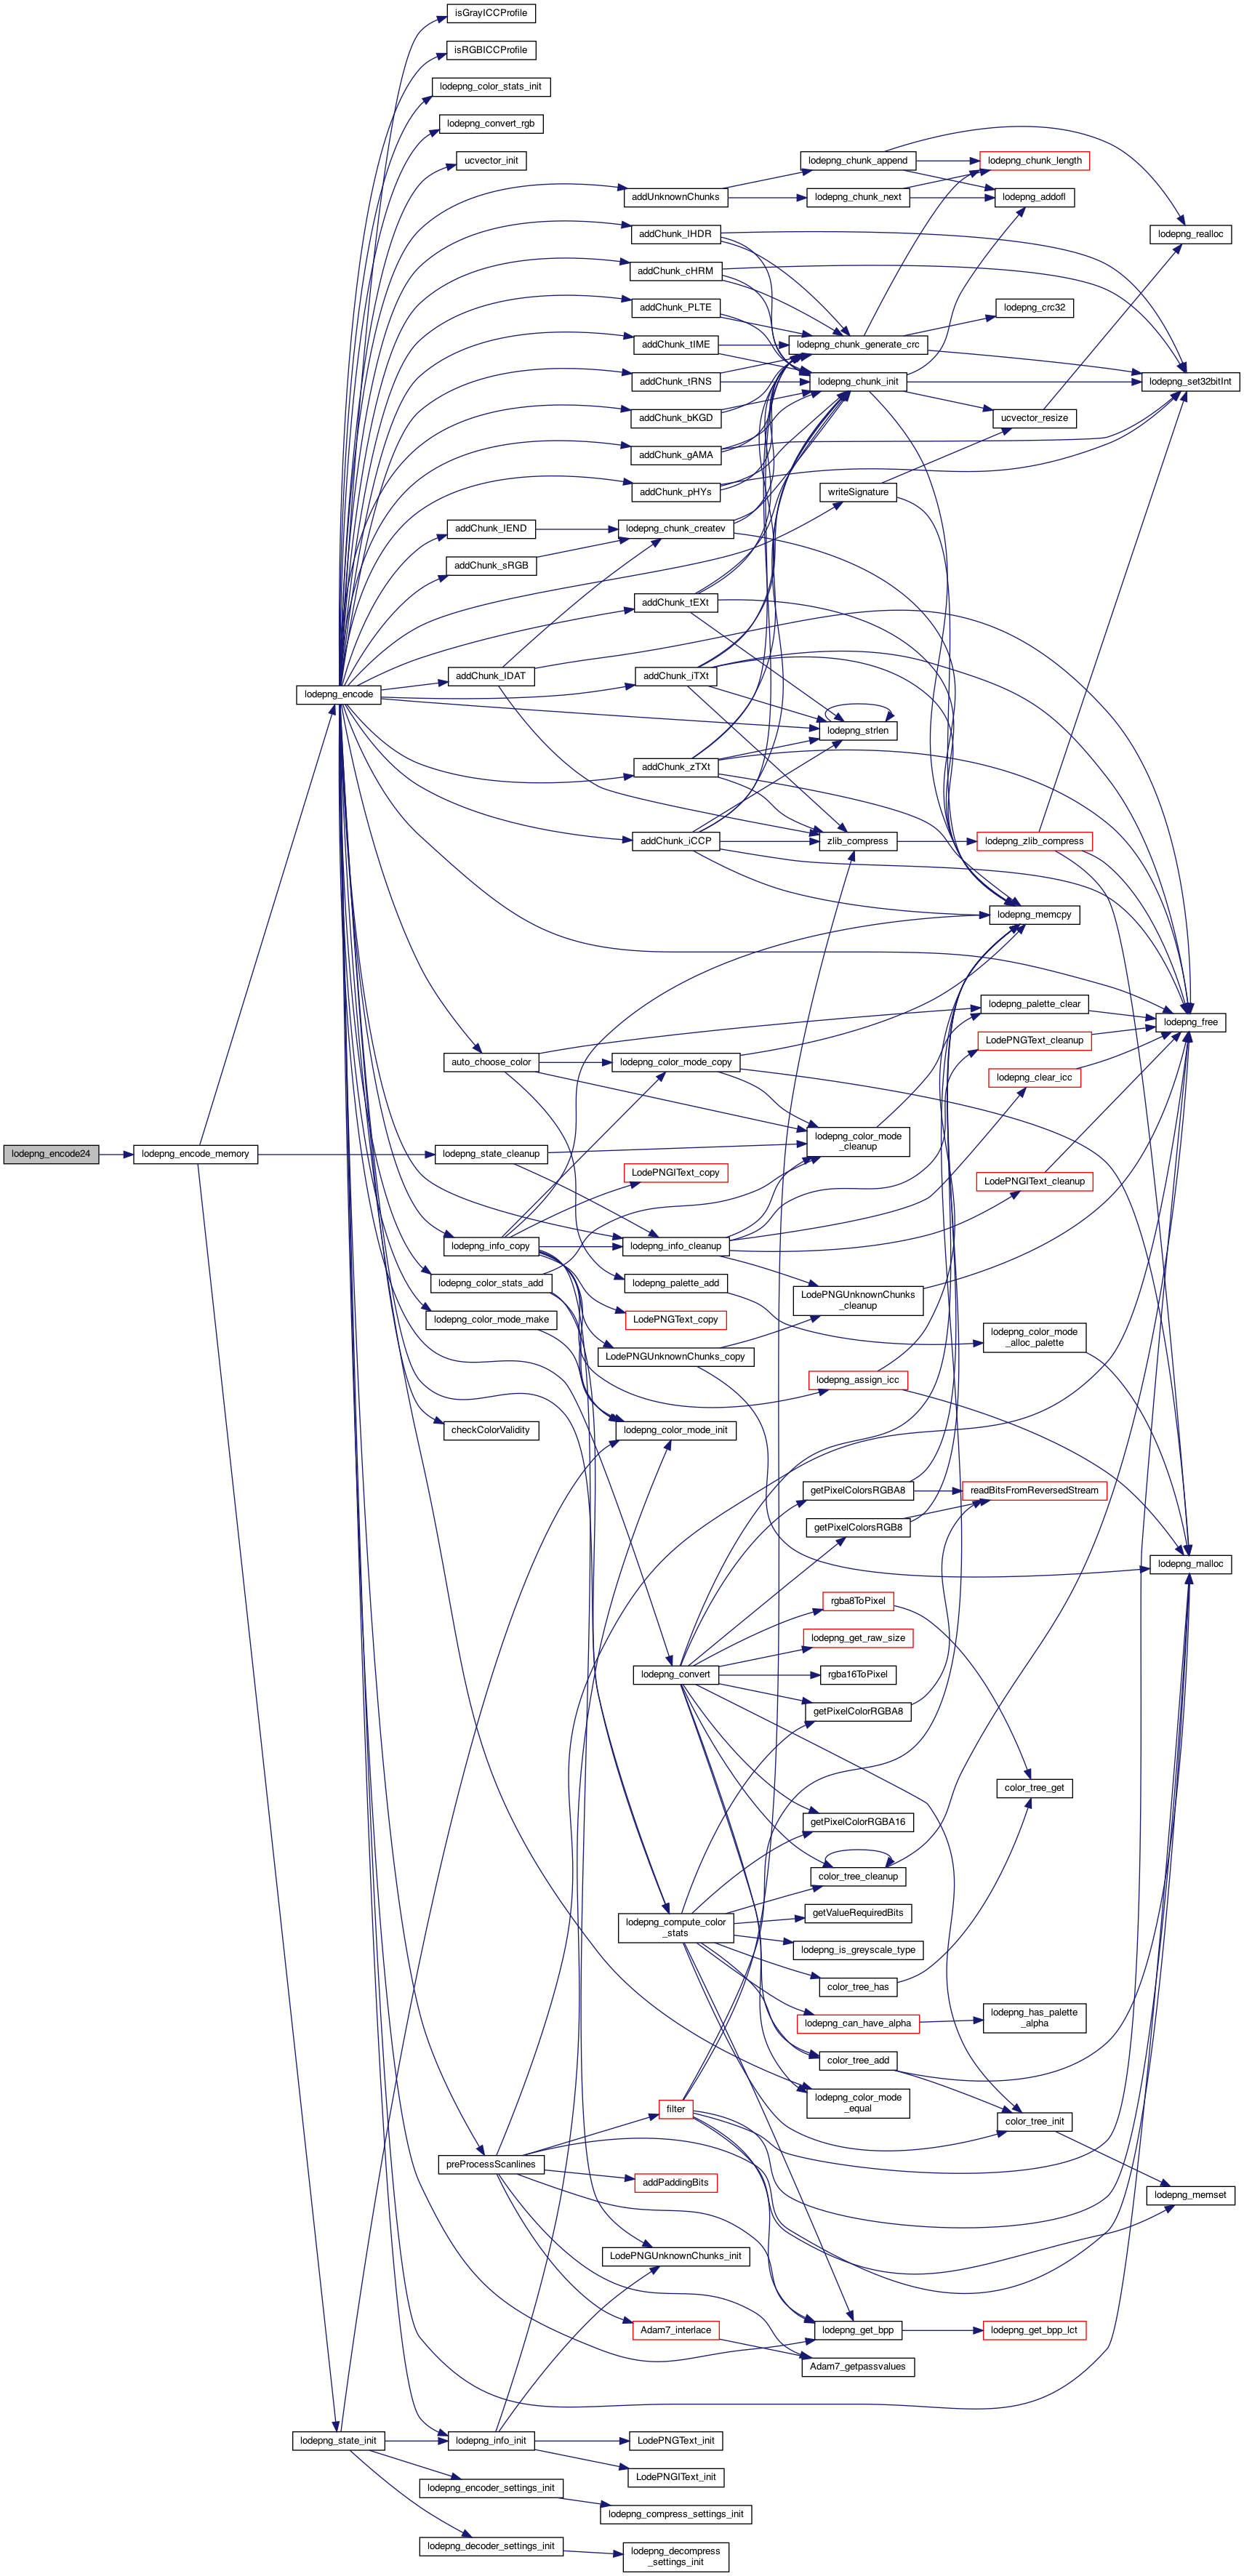 isGrayICCProfile
isRGBICCProfile
lodepng_color_stats_init
lodepng_convert_rgb
ucvector_init
lodepng_chunk_append
lodepng_chunk_length
addUnknownChunks
lodepng_chunk_next
lodepng_addofl
addChunk_IHDR
lodepng_realloc
addChunk_cHRM
addChunk_PLTE
lodepng_crc32
addChunk_tIME
lodepng_chunk_generate_crc
addChunk_tRNS
lodepng_chunk_init
lodepng_set32bitInt
addChunk_bKGD
ucvector_resize
addChunk_gAMA
addChunk_pHYs
writeSignature
addChunk_IEND
lodepng_chunk_createv
addChunk_sRGB
addChunk_tEXt
addChunk_IDAT
addChunk_iTXt
lodepng_encode
lodepng_strlen
addChunk_zTXt
addChunk_iCCP
zlib_compress
lodepng_zlib_compress
lodepng_memcpy
lodepng_palette_clear
lodepng_free
LodePNGText_cleanup
auto_choose_color
lodepng_color_mode_copy
lodepng_clear_icc
lodepng_color_mode
_cleanup
lodepng_encode24
lodepng_encode_memory
lodepng_state_cleanup
LodePNGIText_copy
LodePNGIText_cleanup
lodepng_info_copy
lodepng_info_cleanup
lodepng_color_stats_add
lodepng_palette_add
LodePNGUnknownChunks
_cleanup
lodepng_color_mode_make
LodePNGText_copy
lodepng_color_mode
_alloc_palette
LodePNGUnknownChunks_copy
lodepng_assign_icc
checkColorValidity
lodepng_color_mode_init
getPixelColorsRGBA8
readBitsFromReversedStream
getPixelColorsRGB8
lodepng_malloc
rgba8ToPixel
lodepng_get_raw_size
lodepng_convert
rgba16ToPixel
getPixelColorRGBA8
color_tree_get
getPixelColorRGBA16
color_tree_cleanup
getValueRequiredBits
lodepng_compute_color
_stats
lodepng_is_greyscale_type
color_tree_has
lodepng_can_have_alpha
lodepng_has_palette
_alpha
color_tree_add
lodepng_color_mode
_equal
filter
color_tree_init
preProcessScanlines
addPaddingBits
lodepng_memset
LodePNGUnknownChunks_init
Adam7_interlace
lodepng_get_bpp
lodepng_get_bpp_lct
Adam7_getpassvalues
lodepng_state_init
lodepng_info_init
LodePNGText_init
LodePNGIText_init
lodepng_encoder_settings_init
lodepng_compress_settings_init
lodepng_decoder_settings_init
lodepng_decompress
_settings_init